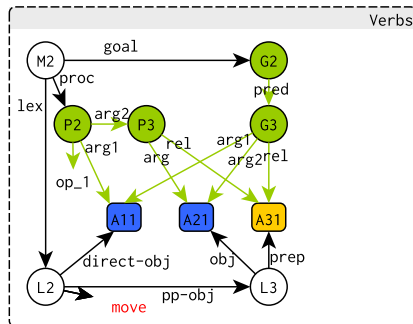 Verbs
goal
M2
G2
proc
pred
lex
arg2
P2
P3
G3
arg1
arg
rel
arg1
arg2
rel
op_1
A11
A21
A31
direct-obj
obj
prep
L2
pp-obj
L3
move